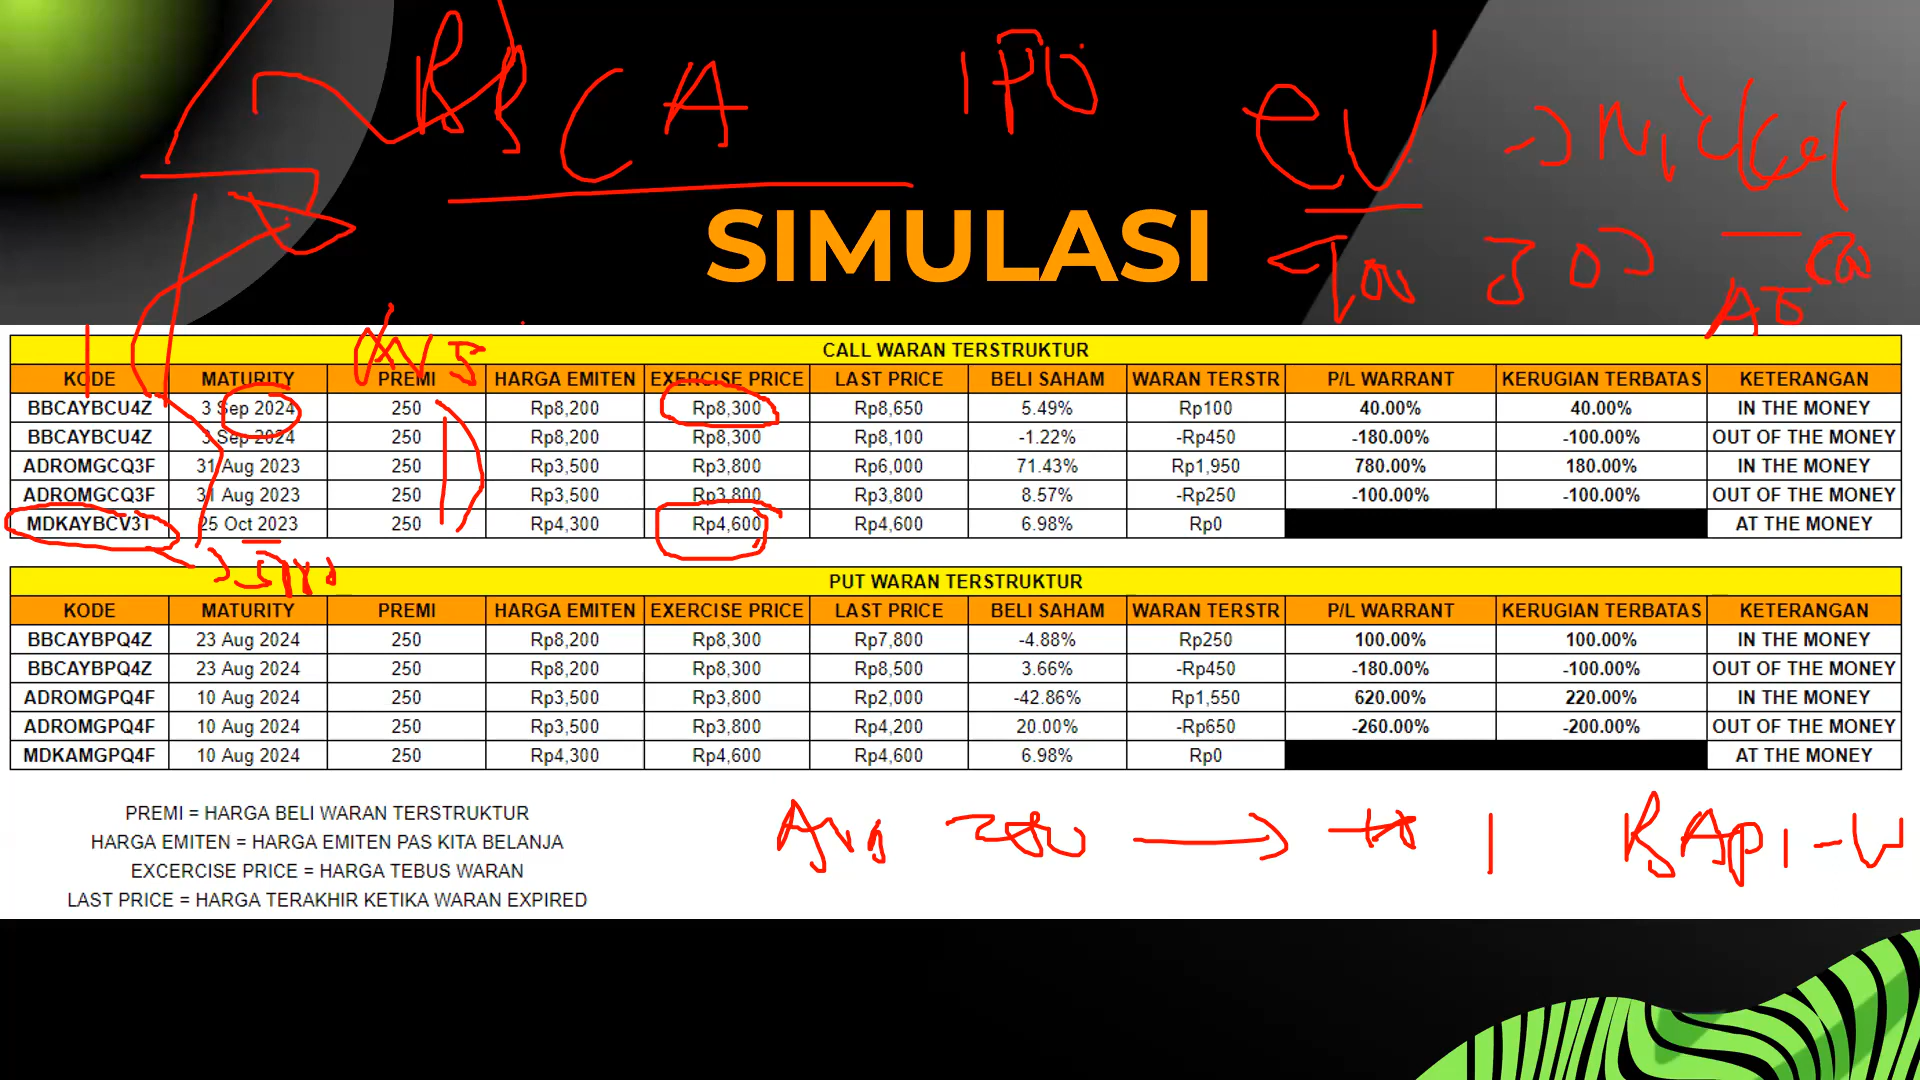 IPO
eV → Nickel
SIMULASI
300
CALL WARAN TERSTRUKTUR
KODE MATURITY PREMI HARGA EMITEN EXERCISE PRICE LAST PRICE BELI SAHAM WARAN TERSTR P/L WARRANT KERUGIAN TERBATAS KETERANGAN
BBCAYBCU4Z 3 Sep 2024 250 Rp8,200 Rp8,300 Rp8,650 5.49% Rp100 40.00% 40.00% IN THE MONEY
BBCAYBCU4Z 3 Sep 2024 250 Rp8,200 Rp8,300 Rp8,100 -1.22% -Rp450 -180.00% -100.00% OUT OF THE MONEY
ADROMGCQ3F 31 Aug 2023 250 Rp3,500 Rp3,800 Rp6,000 71.43% Rp1,950 780.00% 180.00% IN THE MONEY
ADROMGCQ3F 31 Aug 2023 250 Rp3,500 Rp3,800 Rp3,800 8.57% -Rp250 -100.00% -100.00% OUT OF THE MONEY
MDKAYBCV3T 25 Oct 2023 250 Rp4,300 Rp4,600 Rp4,600 6.98% Rp0 AT THE MONEY
PUT WARAN TERSTRUKTUR
KODE MATURITY PREMI HARGA EMITEN EXERCISE PRICE LAST PRICE BELI SAHAM WARAN TERSTR P/L WARRANT KERUGIAN TERBATAS KETERANGAN
BBCAYBPQ4Z 23 Aug 2024 250 Rp8,200 Rp8,300 Rp7,800 -4.88% Rp250 100.00% 100.00% IN THE MONEY
BBCAYBPQ4Z 23 Aug 2024 250 Rp8,200 Rp8,300 Rp8,500 3.66% -Rp450 -180.00% -100.00% OUT OF THE MONEY
ADROMGPQ4F 10 Aug 2024 250 Rp3,500 Rp3,800 Rp2,000 -42.86% Rp1,550 620.00% 220.00% IN THE MONEY
ADROMGPQ4F 10 Aug 2024 250 Rp3,500 Rp3,800 Rp4,200 20.00% -Rp650 -260.00% -200.00% OUT OF THE MONEY
MDKAMGPQ4F 10 Aug 2024 250 Rp4,300 Rp4,600 Rp4,600 6.98% Rp0 AT THE MONEY
PREMI = HARGA BELI WARAN TERSTRUKTUR
HARGA EMITEN = HARGA EMITEN PAS KITA BELANJA
EXCERCISE PRICE = HARGA TEBUS WARAN
LAST PRICE = HARGA TERAKHIR KETIKA WARAN EXPIRED